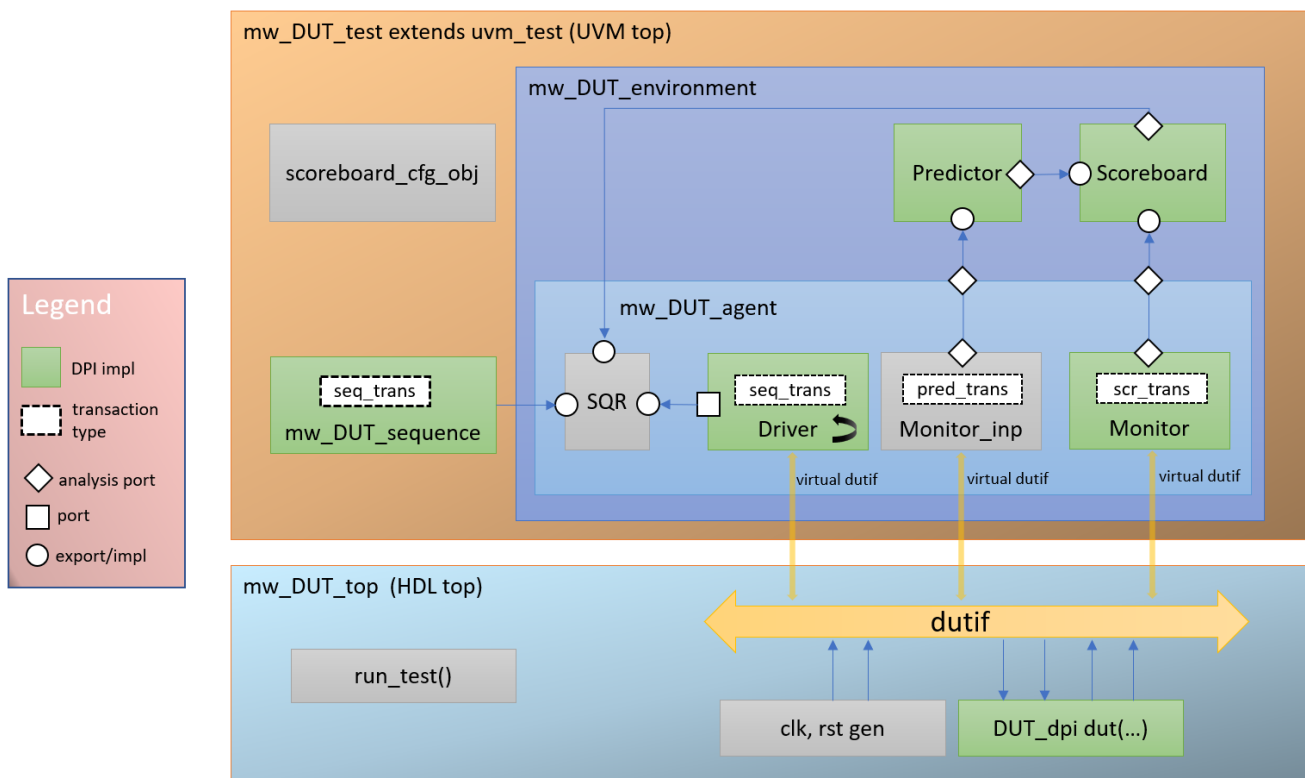 mw_DUT_test extends uvm_test (UVM top)
mw_DUT_environment
scoreboard_cfg_obj
Predictor
Scoreboard
Legend
DPI impl
transaction
type
analysis port
port
export/impl
mw_DUT_agent
seq_trans
mw_DUT_sequence
SQR
seq_trans
Driver
pred_trans
Monitor_inp
scr_trans
Monitor
virtual dutif
virtual dutif
virtual dutif
mw_DUT_top (HDL top)
dutif
run_test()
clk, rst gen
DUT_dpi dut(...)